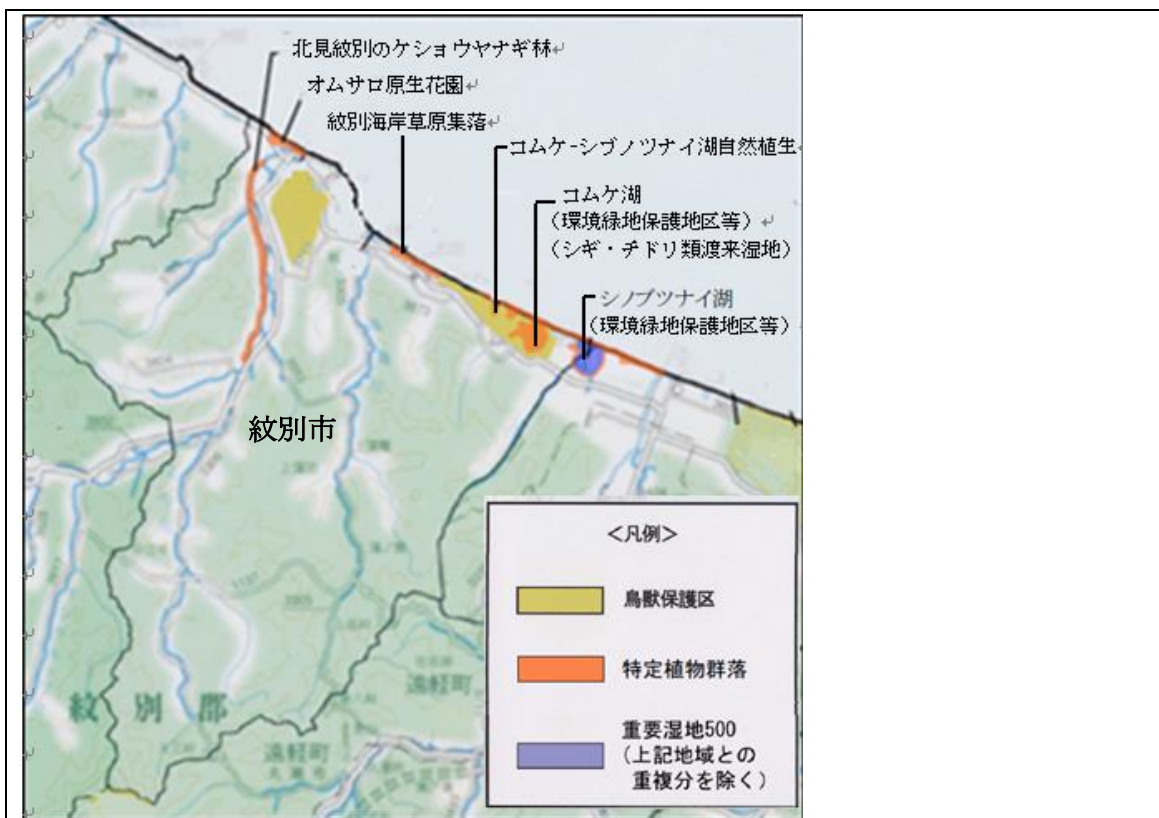 北見紋別のケショウヤナギ林
オムサロ原生花園
紋別海岸草原集落
コムケ-シブノツナイ湖自然植生
コムケ湖
(環境緑地保護地区等)
(シギ・チドリ類渡来湿地)
シノブツナイ湖
(環境緑地保護地区等)
紋別市
紋別郡
遠軽町
遠軽町
<凡例>
鳥獣保護区
特定植物群落
重要湿地500
(上記地域との
重複分を除く)